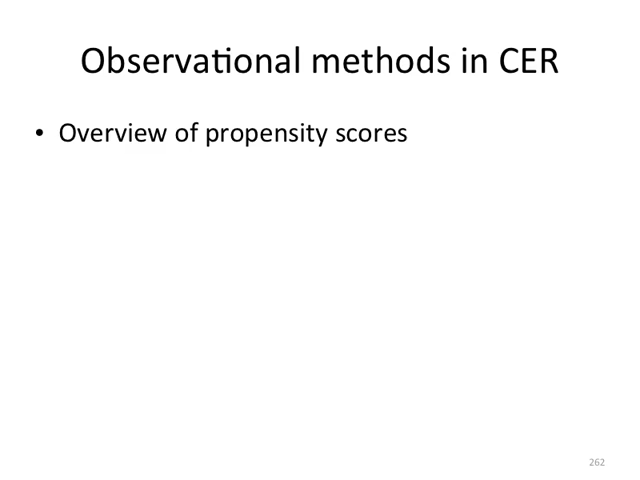 Observational methods in CER
• Overview of propensity scores
262